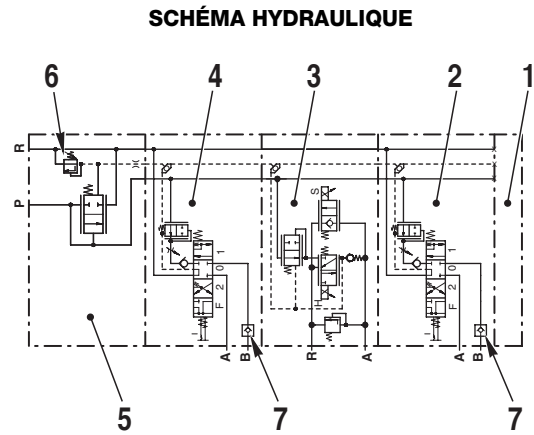 SCHÉMA HYDRAULIQUE
6 4 3 2 1
R
P
S
1 0 2 F
1 0 2 F
I
H
I
A B
R A
A B
5 7 7